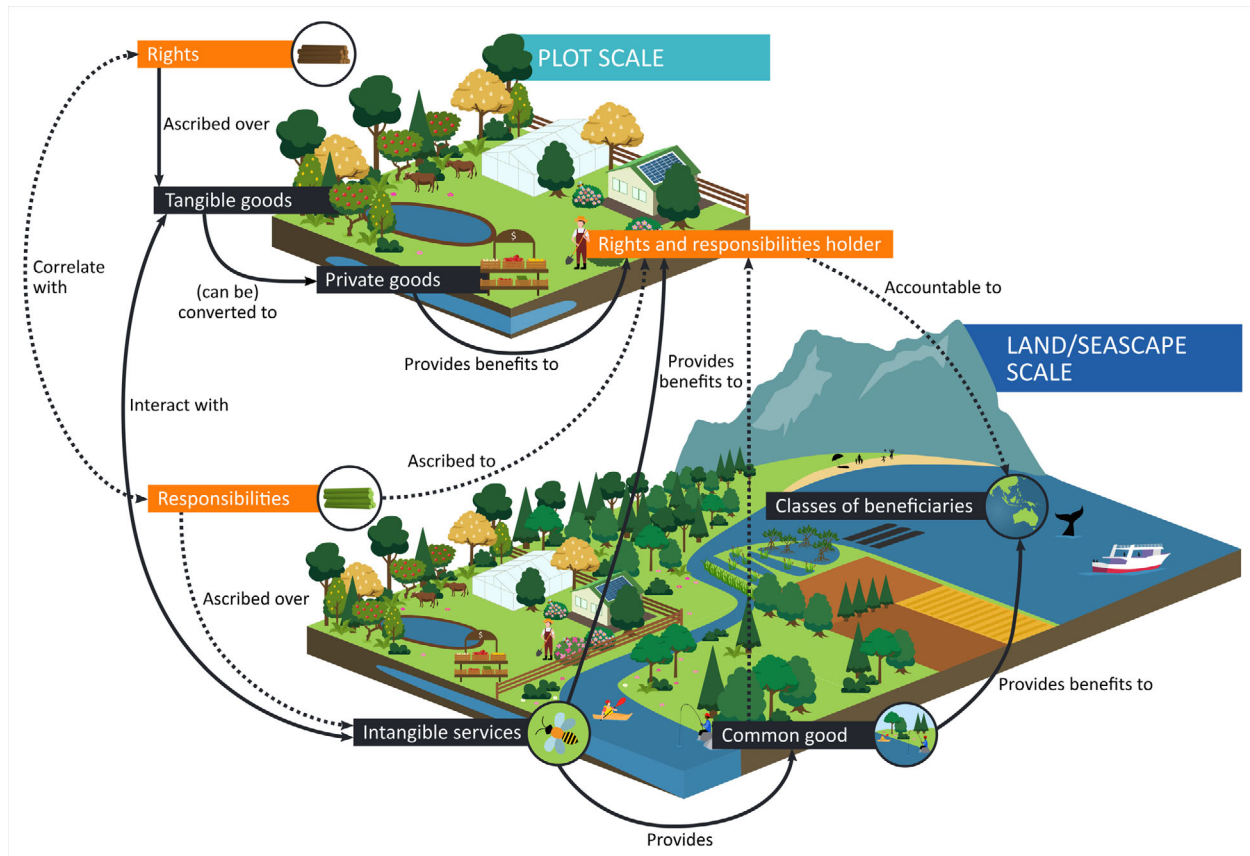 Rights
PLOT SCALE
Ascribed over
Tangible goods
Rights and responsibilities holder
Correlate
with
Private goods
(can be)
converted to
Accountable to
$
LAND/SEASCAPE
SCALE
Provides benefits to
Provides
benefits to
Interact with
Ascribed to
Responsibilities
Classes of beneficiaries
Ascribed over
$
Provides benefits to
Intangible services
Common good
Provides